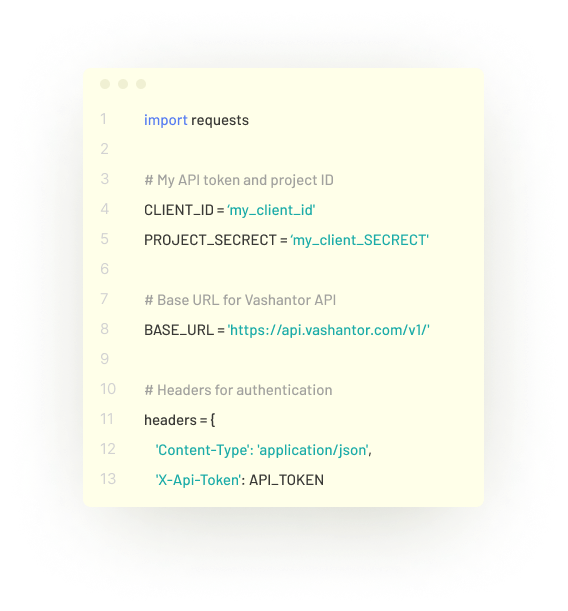 1 import requests
2
3 # My API token and project ID
4 CLIENT_ID = 'my_client_id'
5 PROJECT_SECRECT = 'my_client_SECRECT'
6
7 # Base URL for Vashantor API
8 BASE_URL = 'https://api.vashantor.com/v1/'
9
10 # Headers for authentication
11 headers = {
12 'Content-Type': 'application/json',
13 'X-Api-Token': API_TOKEN